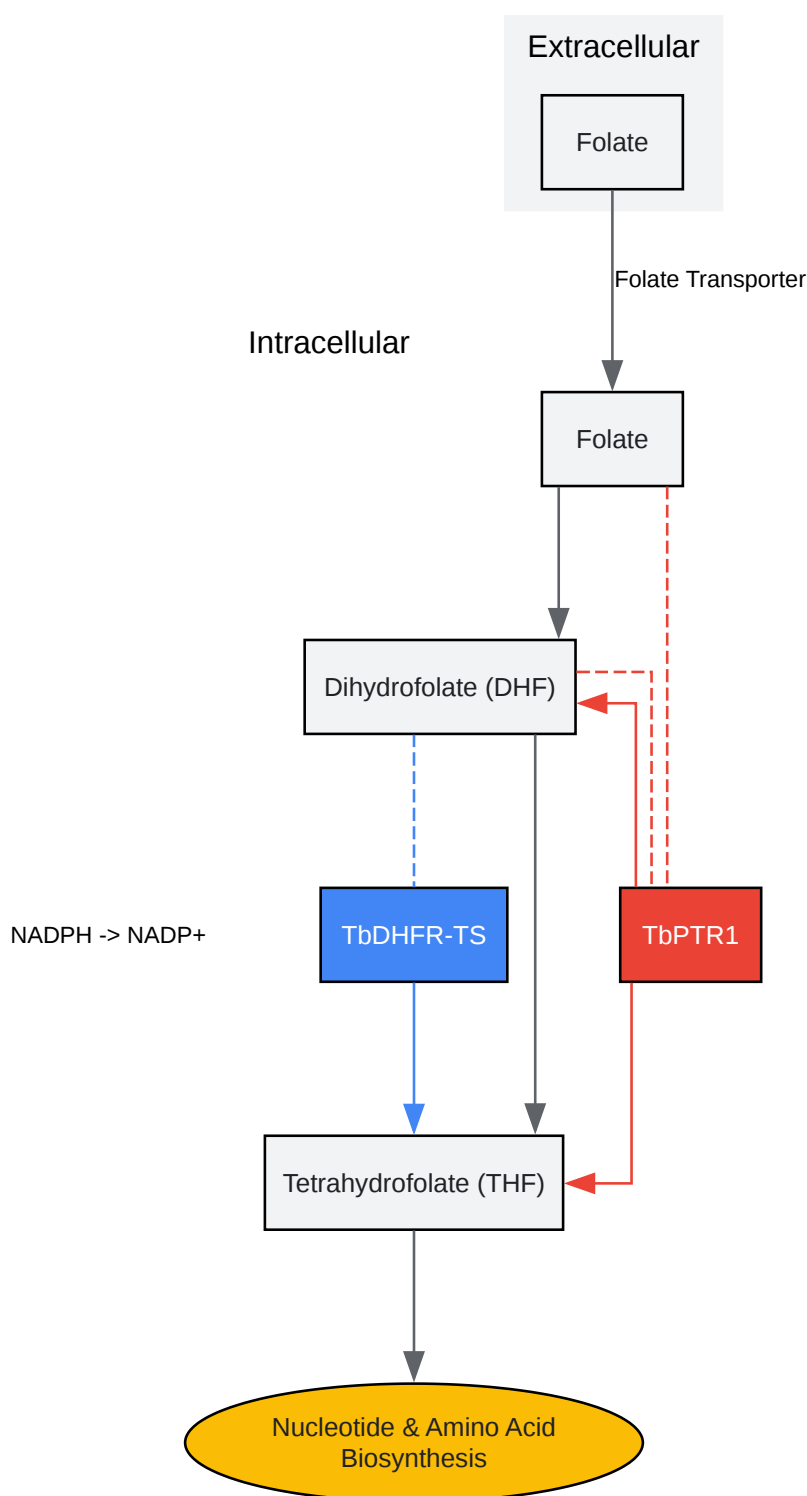 Extracellular
Folate
Folate Transporter
Intracellular
Folate
Dihydrofolate (DHF)
NADPH -> NADP+
TbDHFR-TS
TbPTR1
Tetrahydrofolate (THF)
Nucleotide & Amino Acid
Biosynthesis